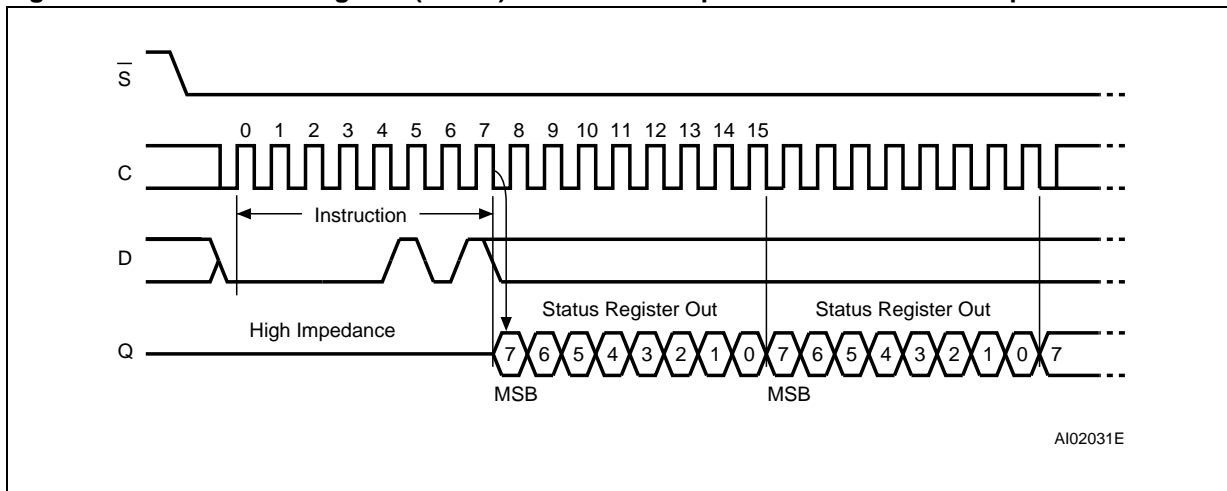 S
0 1 2 3 4 5 6 7 8 9 10 11 12 13 14 15
C
Instruction
D
Status Register Out Status Register Out
High Impedance
Q 7 6 5 4 3 2 1 0 7 6 5 4 3 2 1 0 7
MSB MSB
AI02031E